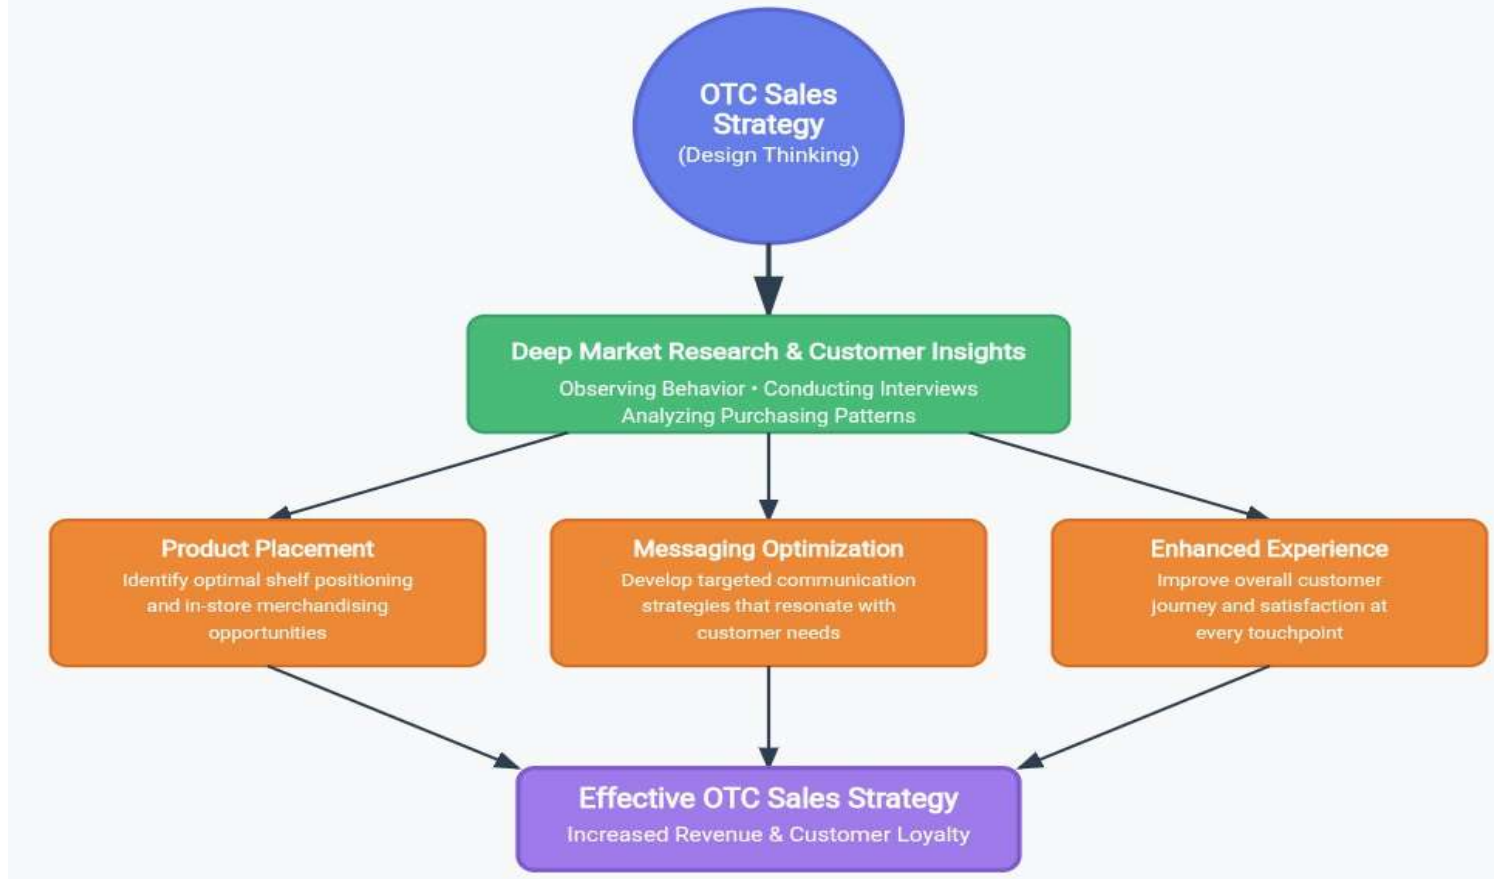 OTC Sales
Strategy
(Design Thinking)
Deep Market Research & Customer Insights
Observing Behavior • Conducting Interviews
Analyzing Purchasing Patterns
Product Placement
Identify optimal shelf positioning
and in-store merchandising
opportunities
Messaging Optimization
Develop targeted communication
strategies that resonate with
customer needs
Enhanced Experience
Improve overall customer
journey and satisfaction at
every touchpoint
Effective OTC Sales Strategy
Increased Revenue & Customer Loyalty